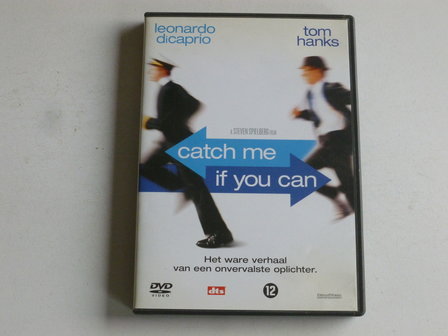 leonardo
dicaprio
tom
hanks
A STEVEN SPIELBERG FILM
catch me
if you can
Het ware verhaal
van een onvervalste oplichter.
DVD
VIDEO
dts
12